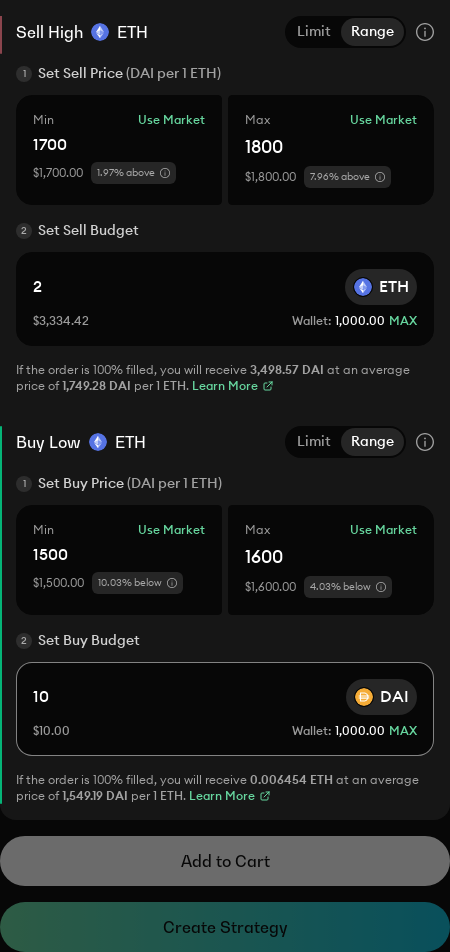 Sell High ETH Limit Range
1 Set Sell Price (DAI per 1 ETH)
Min Use Market
1700
$1,700.00 1.97% above
Max Use Market
1800
$1,800.00 7.96% above
2 Set Sell Budget
2 ETH
$3,334.42 Wallet: 1,000.00 MAX
If the order is 100% filled, you will receive 3,498.57 DAI at an average
price of 1,749.28 DAI per 1 ETH. Learn More
Buy Low ETH Limit Range
1 Set Buy Price (DAI per 1 ETH)
Min Use Market
1500
$1,500.00 10.03% below
Max Use Market
1600
$1,600.00 4.03% below
2 Set Buy Budget
10 DAI
$10.00 Wallet: 1,000.00 MAX
If the order is 100% filled, you will receive 0.006454 ETH at an average
price of 1,549.19 DAI per 1 ETH. Learn More
Add to Cart
Create Strategy